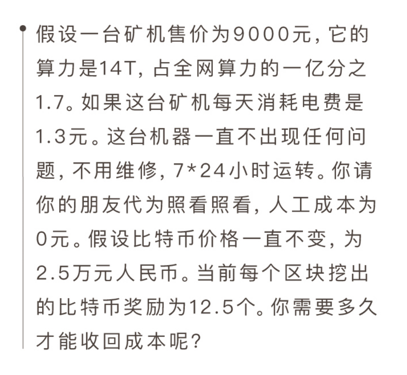 假设一台矿机售价为9000元，它的
算力是14T，占全网算力的一亿分之
1.7。如果这台矿机每天消耗电费是
1.3元。这台机器一直不出现任何问
题，不用维修，7*24小时运转。你请
你的朋友代为照看照看，人工成本为
0元。假设比特币价格一直不变，为
2.5万元人民币。当前每个区块挖出
的比特币奖励为12.5个。你需要多久
才能收回成本呢?